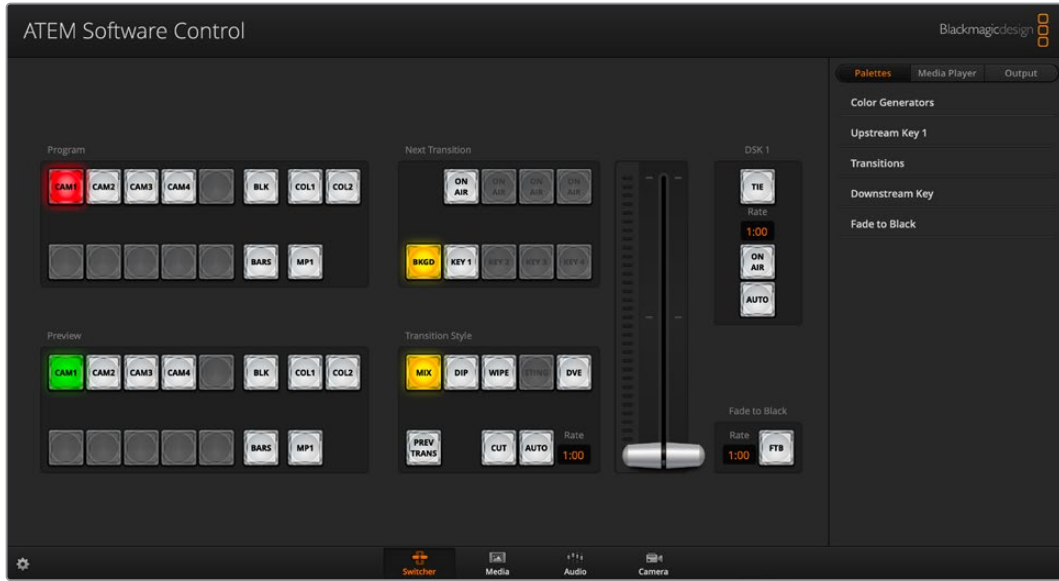 ATEM Software Control
Blackmagicdesign
Palettes Media Player Output
Color Generators
Upstream Key 1
Transitions
Downstream Key
Fade to Black
Program
CAM1 CAM2 CAM3 CAM4 BLK COL1 COL2
BARS MP1
Next Transition
ON AIR ON AIR ON AIR ON AIR
BKGD KEY 1 KEY 2 KEY 3 KEY 4
DSK 1
TIE
Rate
1:00
ON AIR
AUTO
Preview
CAM1 CAM2 CAM3 CAM4 BLK COL1 COL2
BARS MP1
Transition Style
MIX DIP WIPE STING DVE
PREV TRANS CUT AUTO Rate 1:00
Fade to Black
Rate
1:00 FTB
Switcher Media Audio Camera